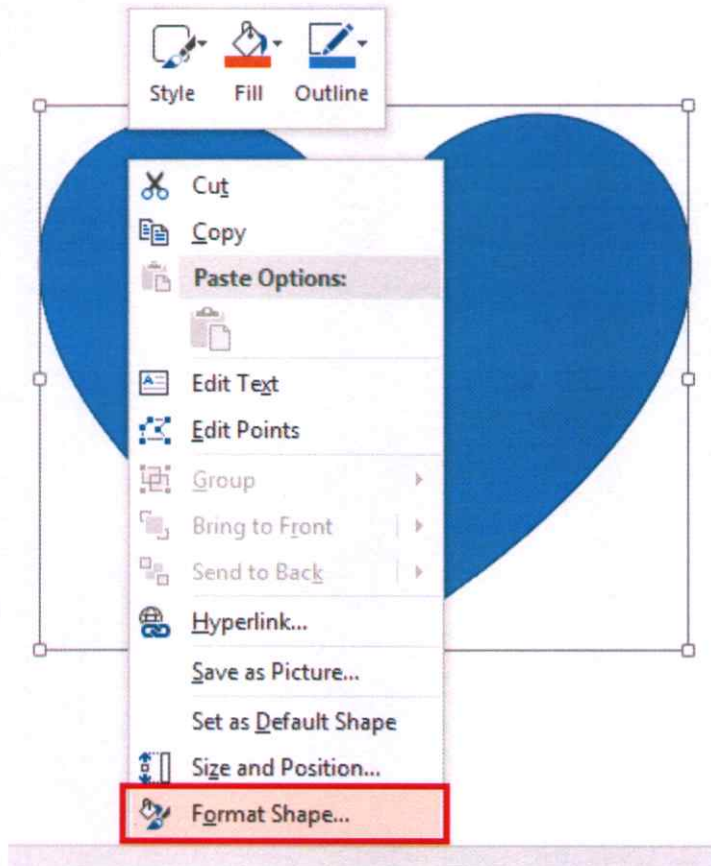 Style Fill Outline
Cut
Copy
Paste Options:
Edit Text
Edit Points
Group
Bring to Front
Send to Back
Hyperlink...
Save as Picture...
Set as Default Shape
Size and Position...
Format Shape...